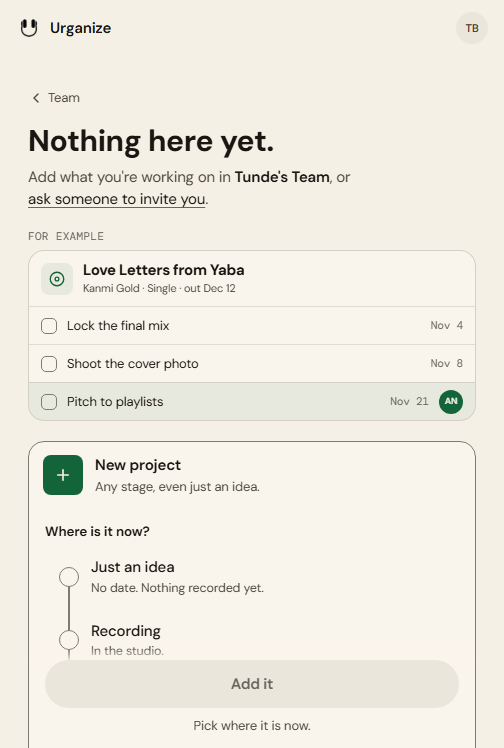 Urganize
TB
Team
Nothing here yet.
Add what you're working on in Tunde's Team, or
ask someone to invite you.
FOR EXAMPLE
Love Letters from Yaba
Kanmi Gold · Single · out Dec 12
Lock the final mix Nov 4
Shoot the cover photo Nov 8
Pitch to playlists Nov 21 AN
New project
Any stage, even just an idea.
Where is it now?
Just an idea
No date. Nothing recorded yet.
Recording
In the studio.
Add it
Pick where it is now.